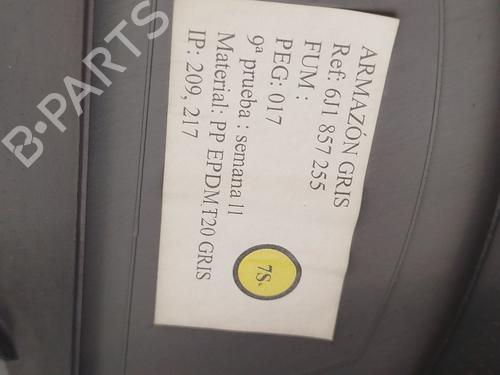 ARMAZÓN GRIS
Ref: 6J1 857 255
FUM :
PEG: 017
9ª prueba : semana 11
Material: PP EPDM T20 GRIS
IP: 209, 217
7S.
B-PARTS